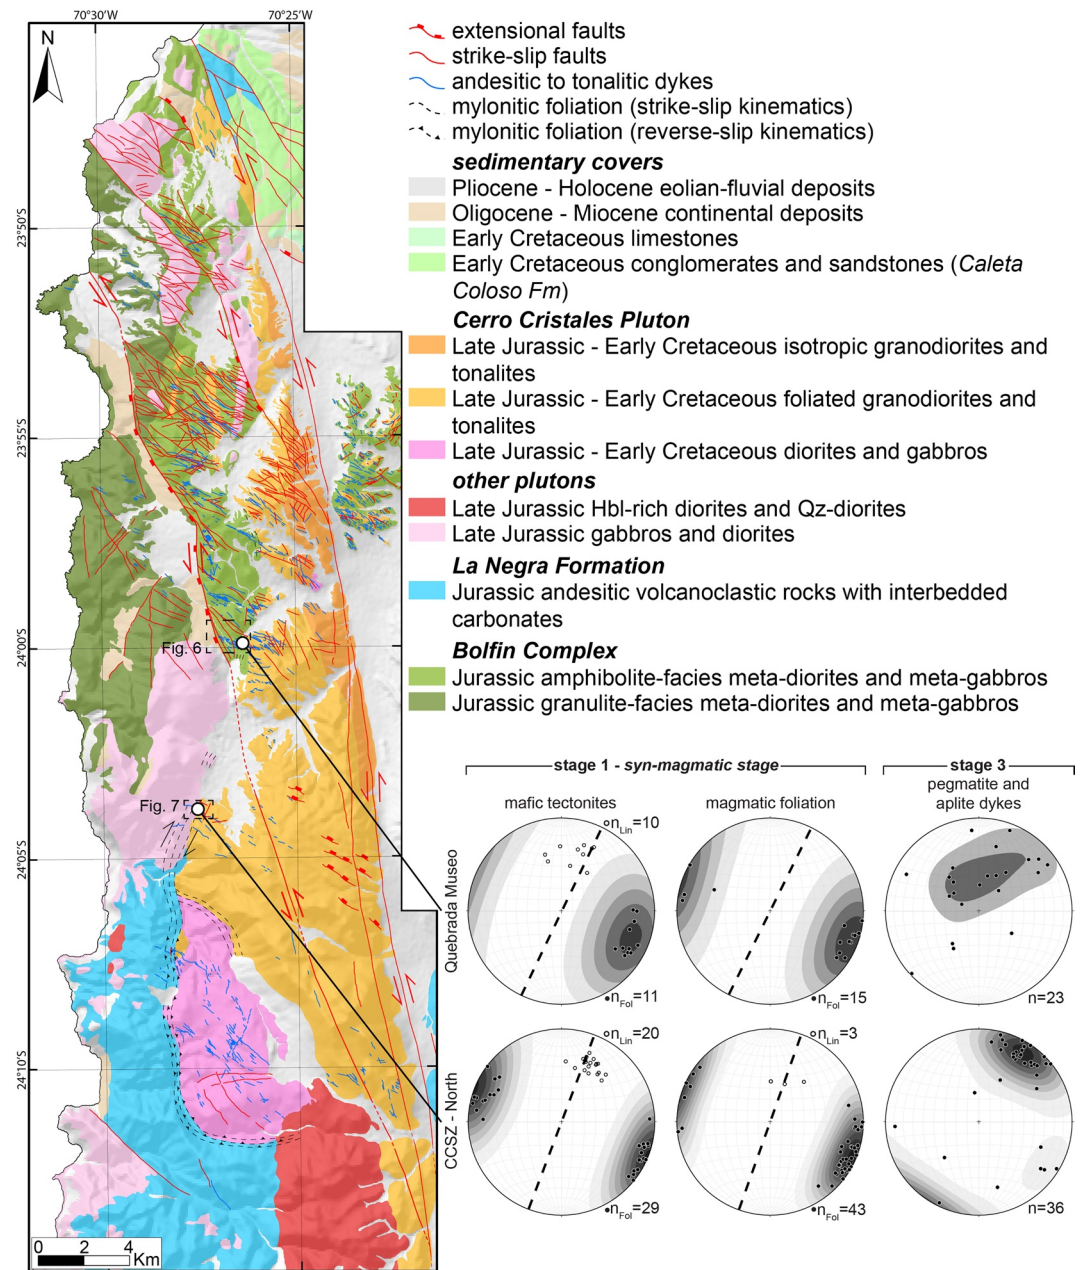 70°30'W
70°25'W
N
23°50'S
23°55'S
24°00'S
24°05'S
24°10'S
Fig. 6
Fig. 7
0 2 4
Km
extensional faults
strike-slip faults
andesitic to tonalitic dykes
mylonitic foliation (strike-slip kinematics)
mylonitic foliation (reverse-slip kinematics)
sedimentary covers
Pliocene - Holocene eolian-fluvial deposits
Oligocene - Miocene continental deposits
Early Cretaceous limestones
Early Cretaceous conglomerates and sandstones (Caleta
Coloso Fm)
Cerro Cristales Pluton
Late Jurassic - Early Cretaceous isotropic granodiorites and
tonalites
Late Jurassic - Early Cretaceous foliated granodiorites and
tonalites
Late Jurassic - Early Cretaceous diorites and gabbros
other plutons
Late Jurassic Hbl-rich diorites and Qz-diorites
Late Jurassic gabbros and diorites
La Negra Formation
Jurassic andesitic volcanoclastic rocks with interbedded
carbonates
Bolfin Complex
Jurassic amphibolite-facies meta-diorites and meta-gabbros
Jurassic granulite-facies meta-diorites and meta-gabbros
stage 1 - syn-magmatic stage
stage 3
mafic tectonites
magmatic foliation
pegmatite and
aplite dykes
Quebrada Museo
nLin=10
nFol=11
nFol=15
n=23
CCSZ - North
nLin=20
nFol=29
nLin=3
nFol=43
n=36